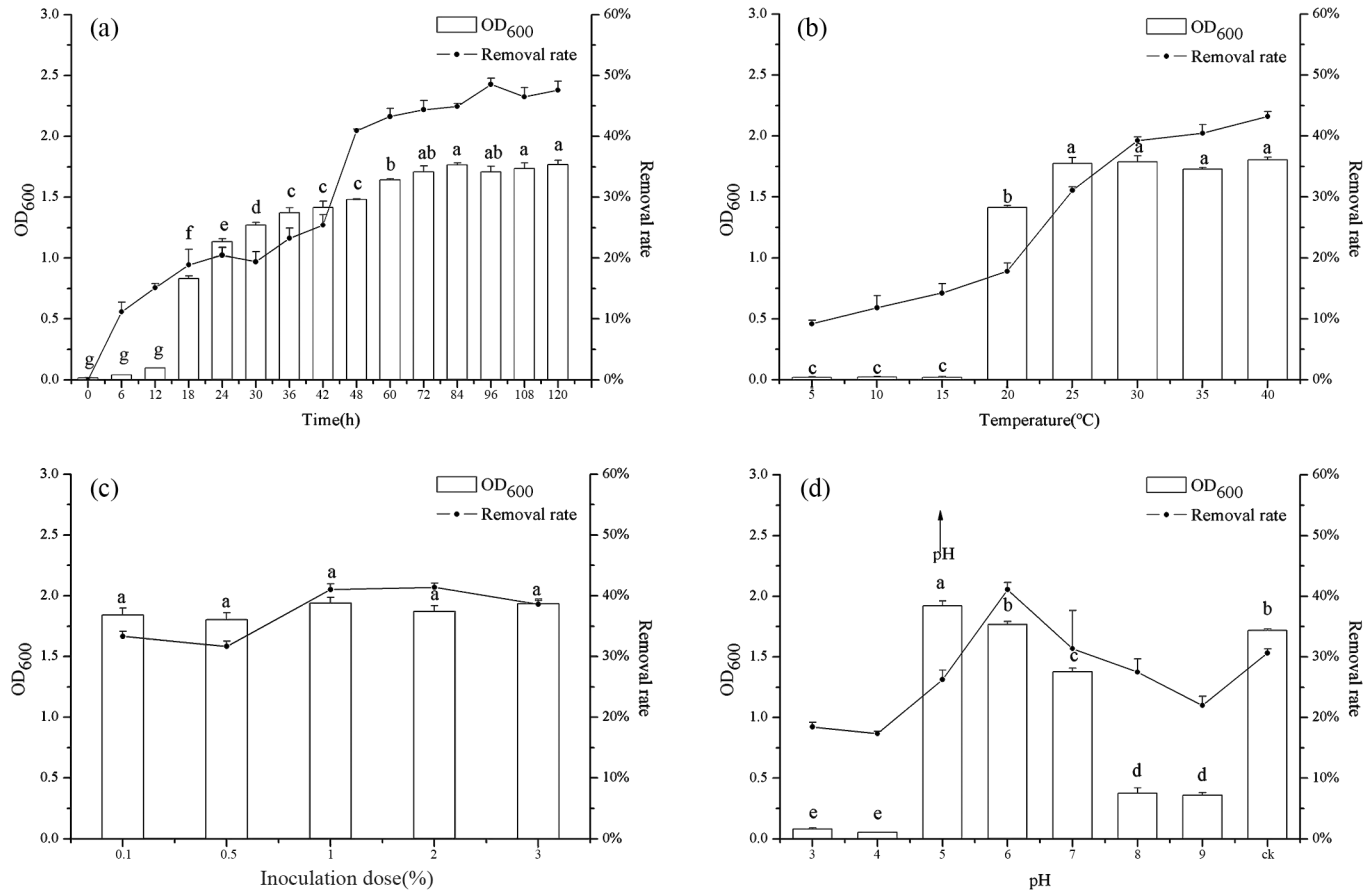 (a)
OD600
Removal rate
3.0
2.5
2.0
1.5
1.0
0.5
0.0
OD600
60%
50%
40%
30%
20%
10%
0%
Removal rate
g g g f e d c c c b ab a ab a a
0 6 12 18 24 30 36 42 48 60 72 84 96 108 120
Time(h)
(b)
OD600
Removal rate
3.0
2.5
2.0
1.5
1.0
0.5
0.0
OD600
60%
50%
40%
30%
20%
10%
0%
Removal rate
c c c b a a a a
5 10 15 20 25 30 35 40
Temperature(℃)
(c)
OD600
Removal rate
3.0
2.5
2.0
1.5
1.0
0.5
0.0
OD600
60%
50%
40%
30%
20%
10%
0%
Removal rate
a a a a a
0.1 0.5 1 2 3
Inoculation dose(%)
(d)
OD600
Removal rate
3.0
2.5
2.0
1.5
1.0
0.5
0.0
OD600
60%
50%
40%
30%
20%
10%
0%
Removal rate
pH
e e a b c d d b
3 4 5 6 7 8 9 ck
pH